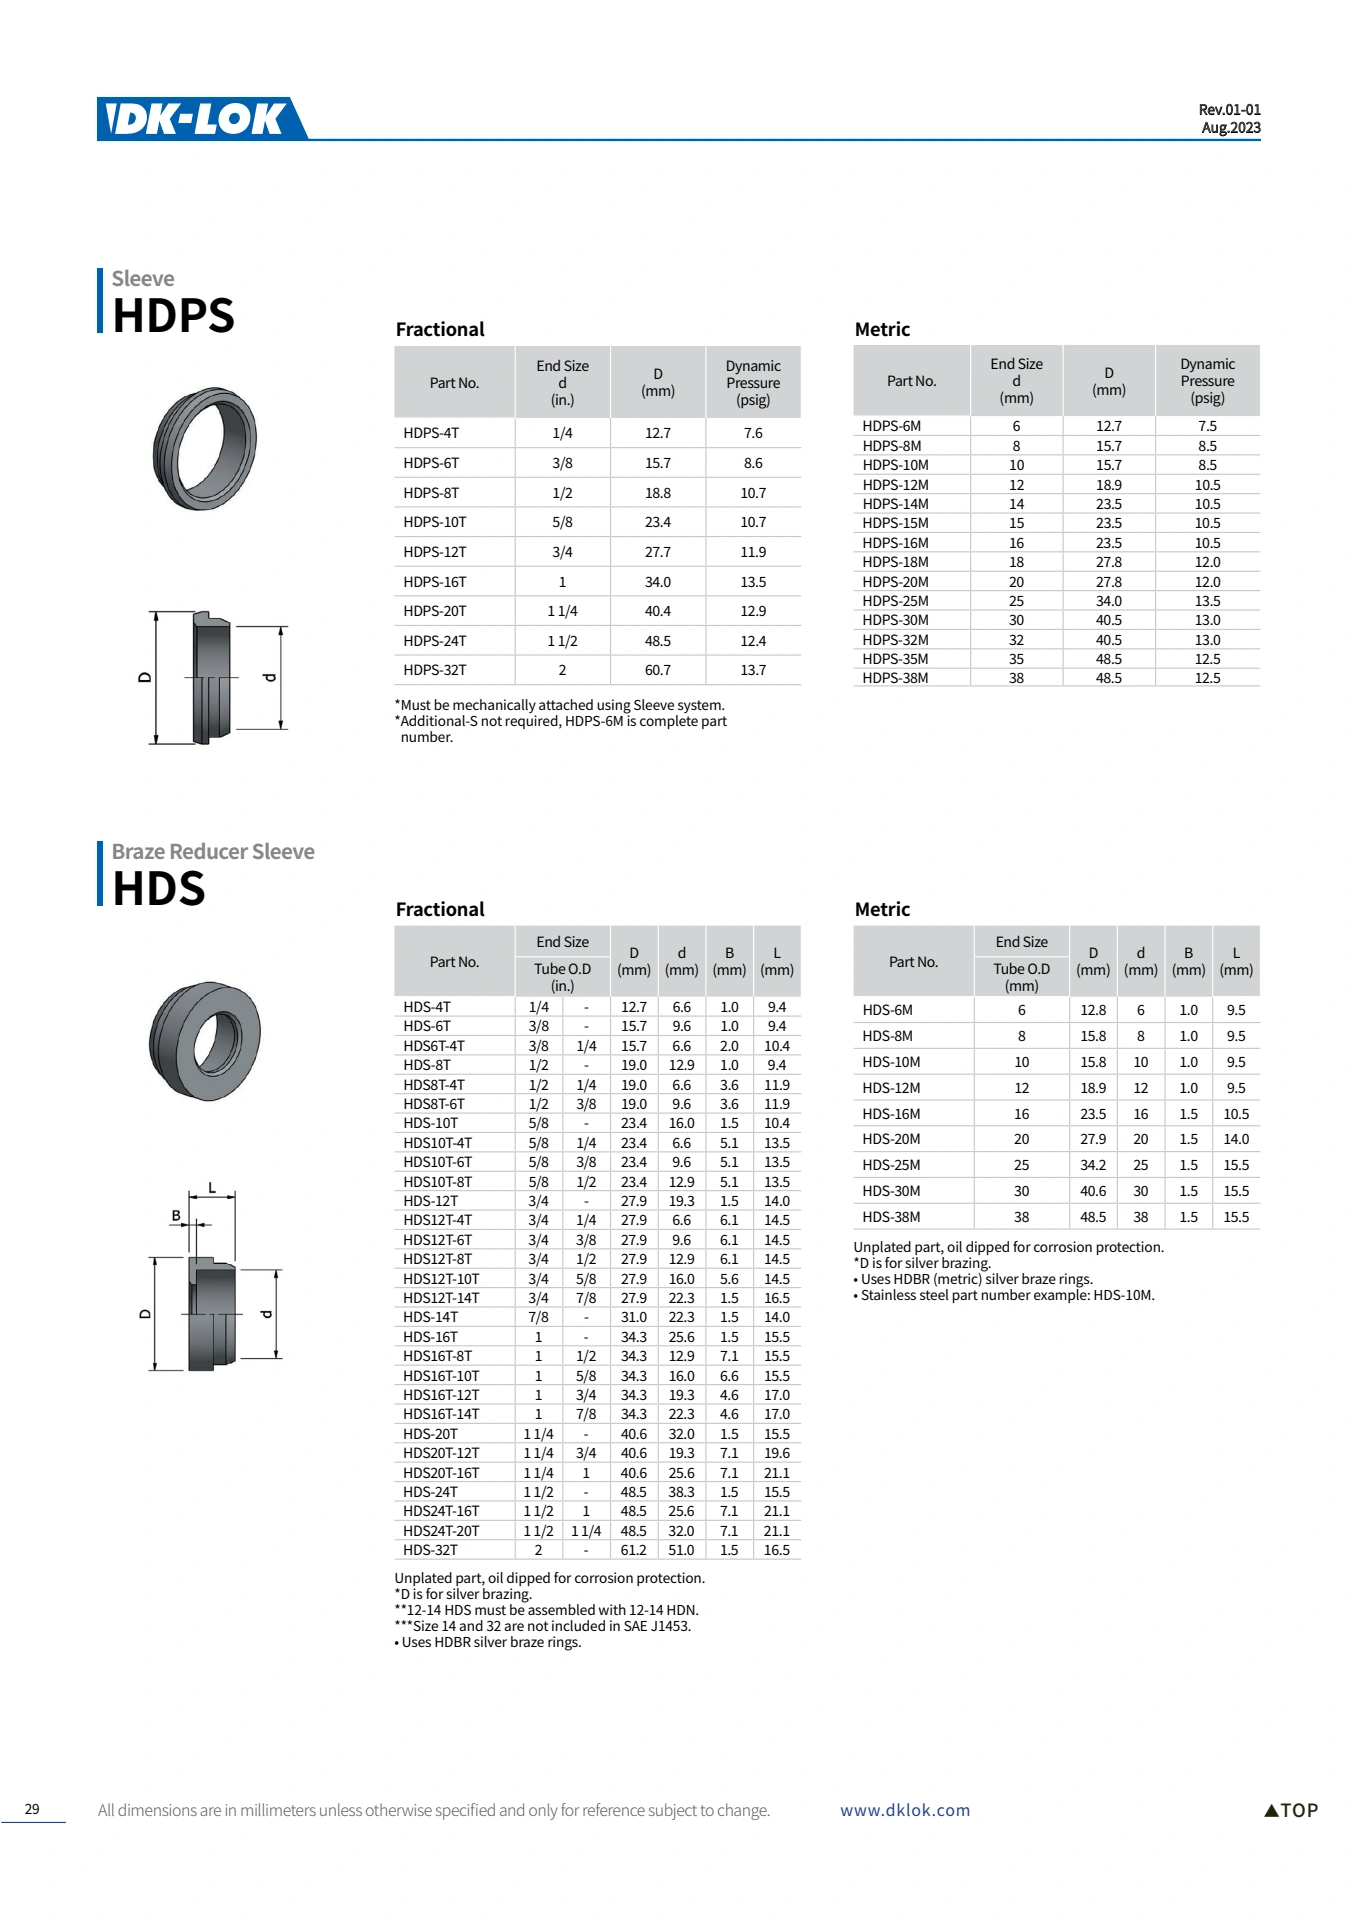 DK-LOK
Rev.01-01
Aug.2023
Sleeve
HDPS
Fractional
Part No. End Size d (in.) D (mm) Dynamic Pressure (psig)
HDPS-4T 1/4 12.7 7.6
HDPS-6T 3/8 15.7 8.6
HDPS-8T 1/2 18.8 10.7
HDPS-10T 5/8 23.4 10.7
HDPS-12T 3/4 27.7 11.9
HDPS-16T 1 34.0 13.5
HDPS-20T 1 1/4 40.4 12.9
HDPS-24T 1 1/2 48.5 12.4
HDPS-32T 2 60.7 13.7
*Must be mechanically attached using Sleeve system.
*Additional-S not required, HDPS-6M is complete part
number.
Metric
Part No. End Size d (mm) D (mm) Dynamic Pressure (psig)
HDPS-6M 6 12.7 7.5
HDPS-8M 8 15.7 8.5
HDPS-10M 10 15.7 8.5
HDPS-12M 12 18.9 10.5
HDPS-14M 14 23.5 10.5
HDPS-15M 15 23.5 10.5
HDPS-16M 16 23.5 10.5
HDPS-18M 18 27.8 12.0
HDPS-20M 20 27.8 12.0
HDPS-25M 25 34.0 13.5
HDPS-30M 30 40.5 13.0
HDPS-32M 32 40.5 13.0
HDPS-35M 35 48.5 12.5
HDPS-38M 38 48.5 12.5
D
d
Braze Reducer Sleeve
HDS
Fractional
Part No. End Size Tube O.D (in.) D (mm) d (mm) B (mm) L (mm)
HDS-4T 1/4 - 12.7 6.6 1.0 9.4
HDS-6T 3/8 - 15.7 9.6 1.0 9.4
HDS6T-4T 3/8 1/4 15.7 6.6 2.0 10.4
HDS-8T 1/2 - 19.0 12.9 1.0 9.4
HDS8T-4T 1/2 1/4 19.0 6.6 3.6 11.9
HDS8T-6T 1/2 3/8 19.0 9.6 3.6 11.9
HDS-10T 5/8 - 23.4 16.0 1.5 10.4
HDS10T-4T 5/8 1/4 23.4 6.6 5.1 13.5
HDS10T-6T 5/8 3/8 23.4 9.6 5.1 13.5
HDS10T-8T 5/8 1/2 23.4 12.9 5.1 13.5
HDS-12T 3/4 - 27.9 19.3 1.5 14.0
HDS12T-4T 3/4 1/4 27.9 6.6 6.1 14.5
HDS12T-6T 3/4 3/8 27.9 9.6 6.1 14.5
HDS12T-8T 3/4 1/2 27.9 12.9 6.1 14.5
HDS12T-10T 3/4 5/8 27.9 16.0 5.6 14.5
HDS12T-14T 3/4 7/8 27.9 22.3 1.5 16.5
HDS-14T 7/8 - 31.0 22.3 1.5 14.0
HDS-16T 1 - 34.3 25.6 1.5 15.5
HDS16T-8T 1 1/2 34.3 12.9 7.1 15.5
HDS16T-10T 1 5/8 34.3 16.0 6.6 15.5
HDS16T-12T 1 3/4 34.3 19.3 4.6 17.0
HDS16T-14T 1 7/8 34.3 22.3 4.6 17.0
HDS-20T 1 1/4 - 40.6 32.0 1.5 15.5
HDS20T-12T 1 1/4 3/4 40.6 19.3 7.1 19.6
HDS20T-16T 1 1/4 1 40.6 25.6 7.1 21.1
HDS-24T 1 1/2 - 48.5 38.3 1.5 15.5
HDS24T-16T 1 1/2 1 48.5 25.6 7.1 21.1
HDS24T-20T 1 1/2 1 1/4 48.5 32.0 7.1 21.1
HDS-32T 2 - 61.2 51.0 1.5 16.5
Unplated part, oil dipped for corrosion protection.
*D is for silver brazing.
**12-14 HDS must be assembled with 12-14 HDN.
***Size 14 and 32 are not included in SAE J1453.
• Uses HDBR silver braze rings.
Metric
Part No. End Size Tube O.D (mm) D (mm) d (mm) B (mm) L (mm)
HDS-6M 6 12.8 6 1.0 9.5
HDS-8M 8 15.8 8 1.0 9.5
HDS-10M 10 15.8 10 1.0 9.5
HDS-12M 12 18.9 12 1.0 9.5
HDS-16M 16 23.5 16 1.5 10.5
HDS-20M 20 27.9 20 1.5 14.0
HDS-25M 25 34.2 25 1.5 15.5
HDS-30M 30 40.6 30 1.5 15.5
HDS-38M 38 48.5 38 1.5 15.5
Unplated part, oil dipped for corrosion protection.
*D is for silver brazing.
• Uses HDBR (metric) silver braze rings.
• Stainless steel part number example: HDS-10M.
L
B
D
d
29
All dimensions are in millimeters unless otherwise specified and only for reference subject to change.
www.dklok.com
▲TOP